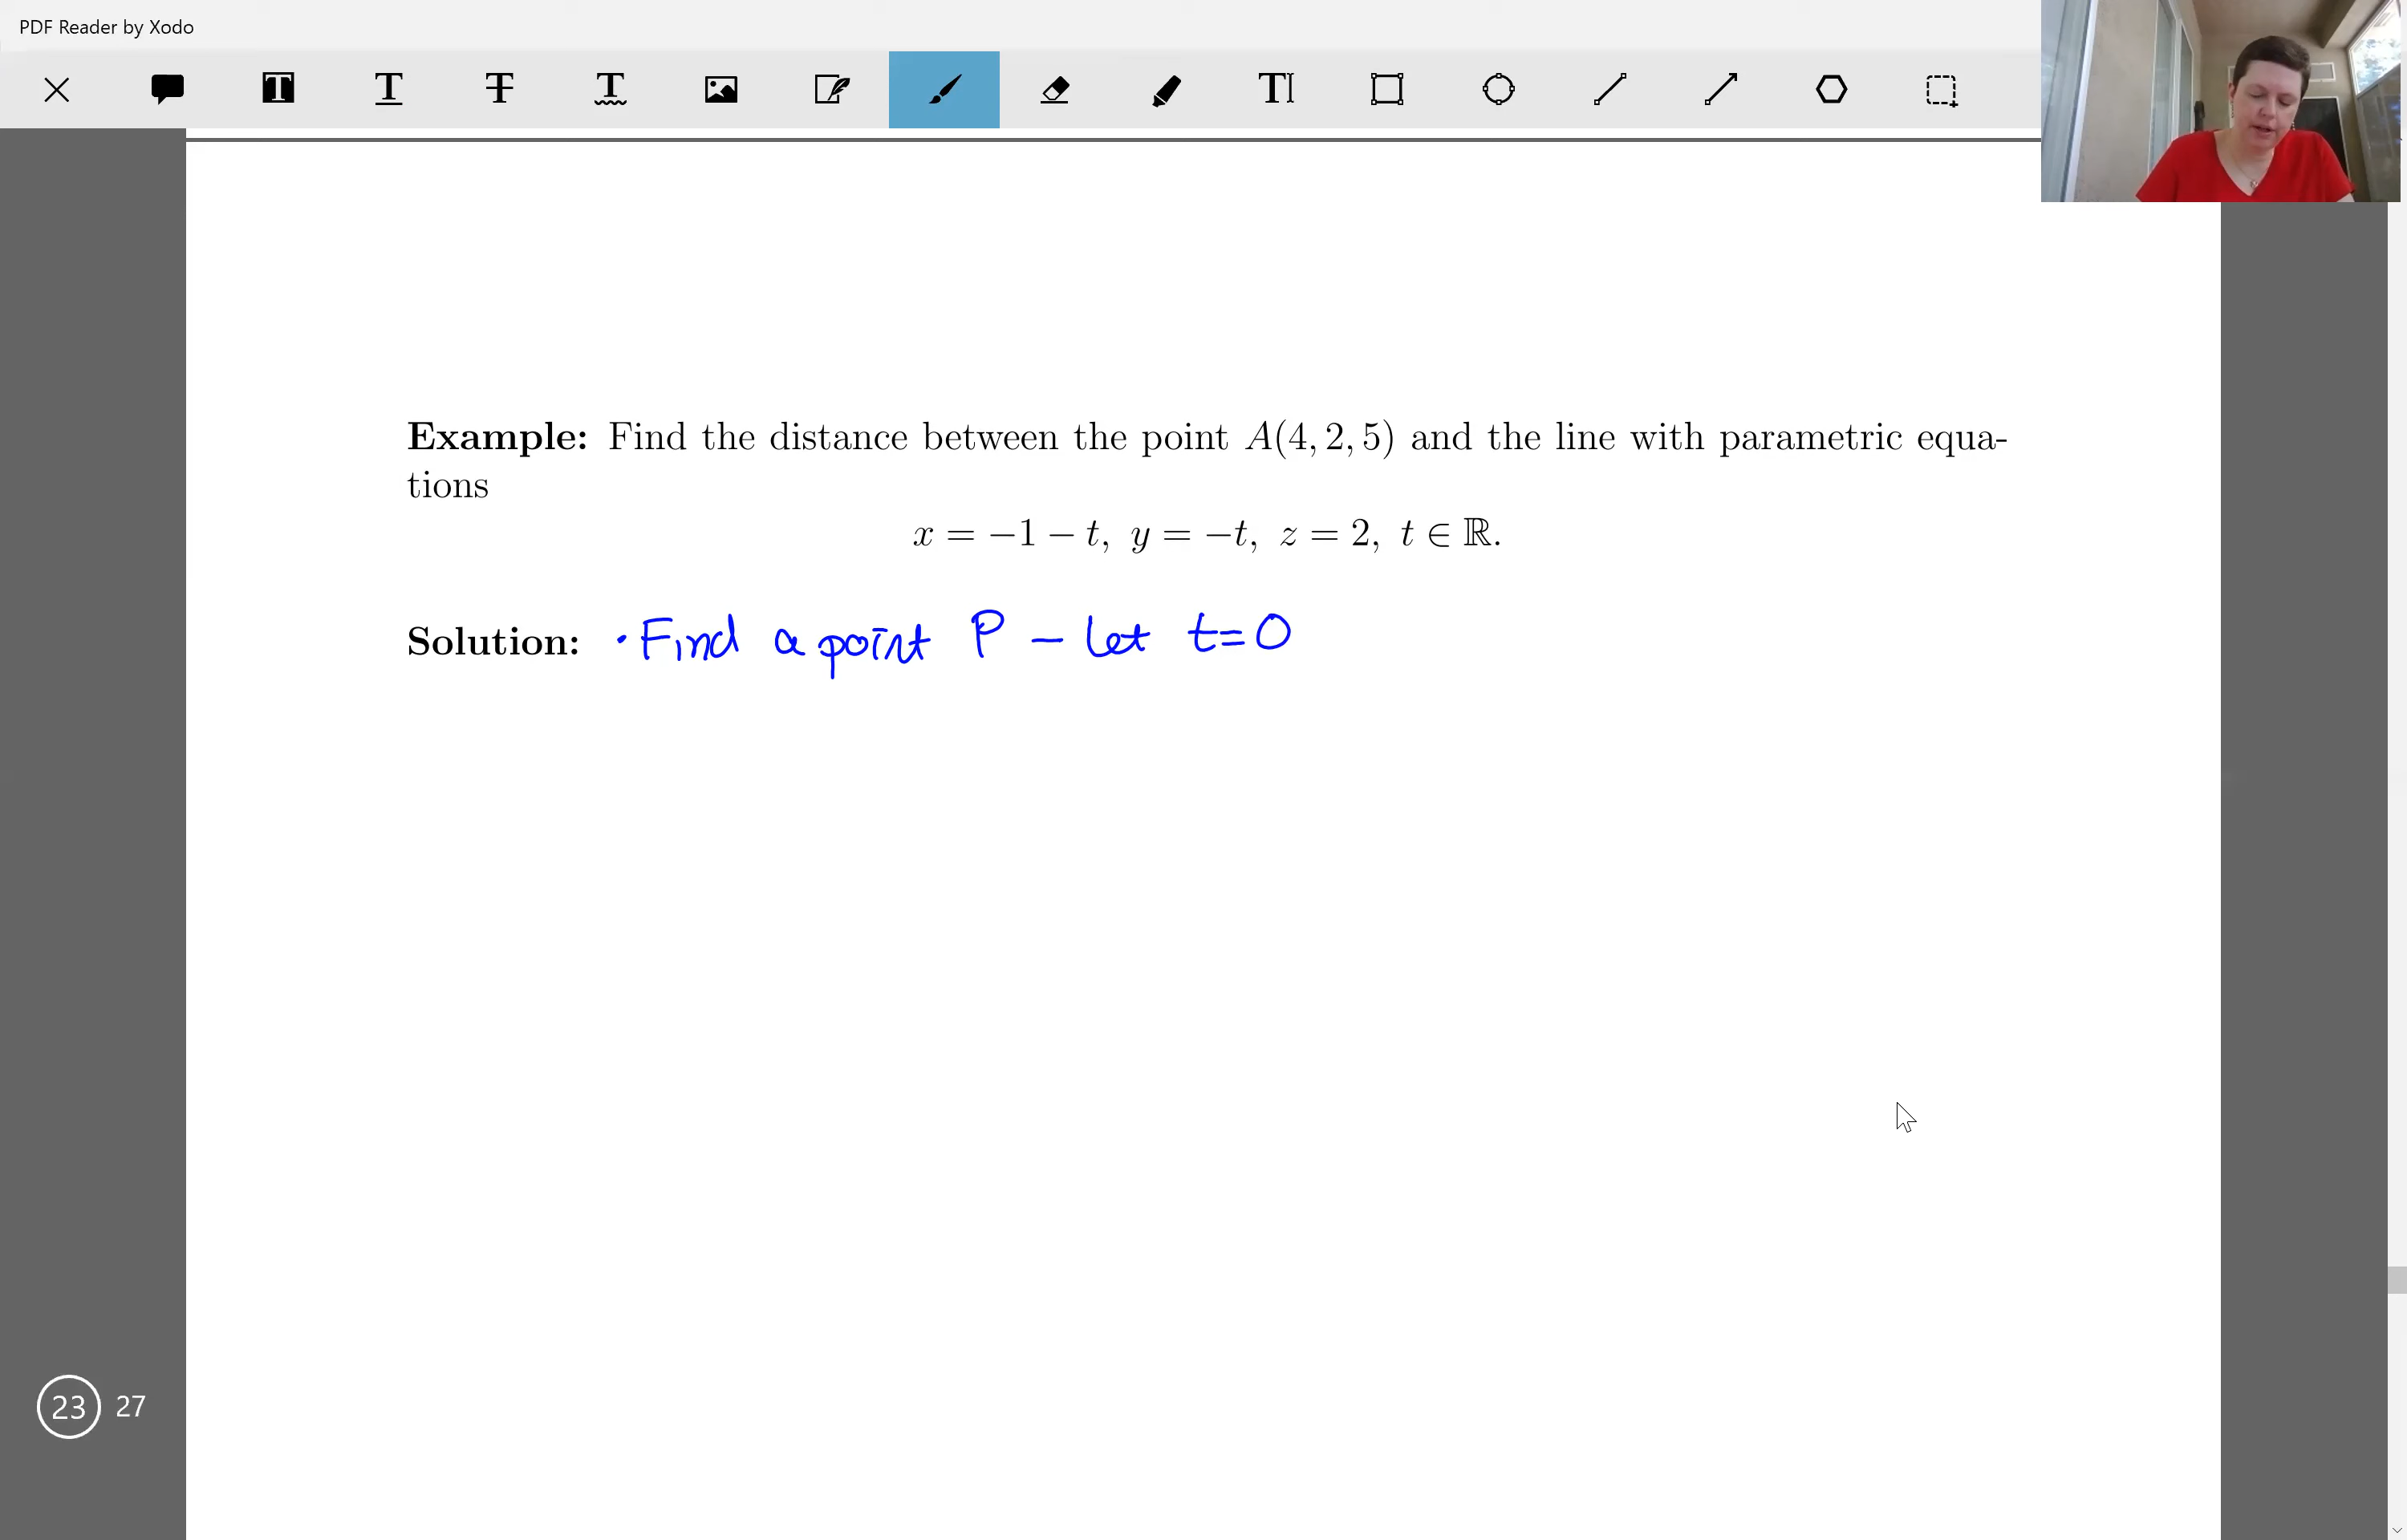 PDF Reader by Xodo
Example: Find the distance between the point A(4, 2, 5) and the line with parametric equa-
tions
x = −1 − t, y = −t, z = 2, t ∈ ℝ.
Solution: · Find a point P – let t=0
23 27